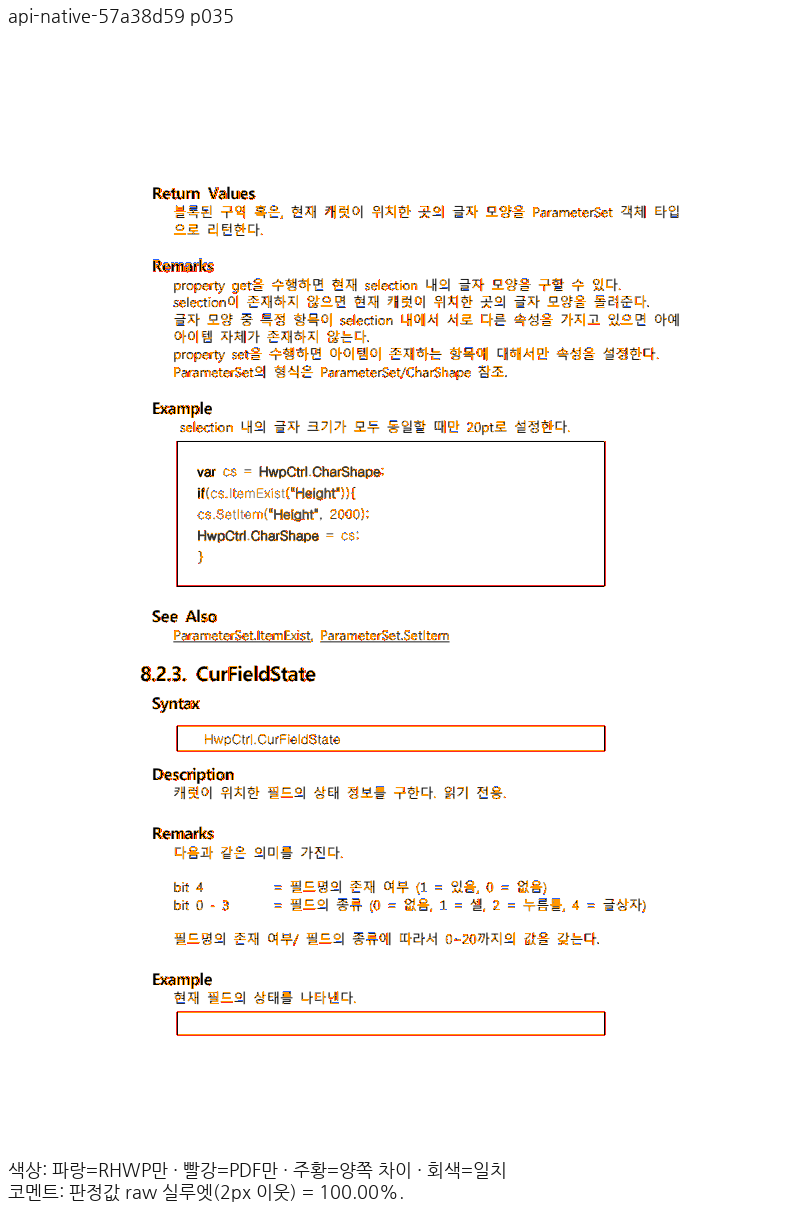 api-native-57a38d59 p035
Return Values
블록된 구역 혹은, 현재 캐럿이 위치한 곳의 글자 모양을 ParameterSet 객체 타입
으로 리턴한다.
Remarks
property get을 수행하면 현재 selection 내의 글자 모양을 구할 수 있다.
selection이 존재하지 않으면 현재 캐럿이 위치한 곳의 글자 모양을 돌려준다.
글자 모양 중 특정 항목이 selection 내에서 서로 다른 속성을 가지고 있으면 아예
아이템 자체가 존재하지 않는다.
property set을 수행하면 아이템이 존재하는 항목에 대해서만 속성을 설정한다.
ParameterSet의 형식은 ParameterSet/CharShape 참조.
Example
selection 내의 글자 크기가 모두 동일할 때만 20pt로 설정한다.
var cs = HwpCtrl.CharShape;
if(cs.ItemExist("Height")){
cs.SetItem("Height", 2000);
HwpCtrl.CharShape = cs;
}
See Also
ParameterSet.ItemExist, ParameterSet.SetItem
8.2.3. CurFieldState
Syntax
HwpCtrl.CurFieldState
Description
캐럿이 위치한 필드의 상태 정보를 구한다. 읽기 전용.
Remarks
다음과 같은 의미를 가진다.
bit 4 = 필드명의 존재 여부 (1 = 있음, 0 = 없음)
bit 0 - 3 = 필드의 종류 (0 = 없음, 1 = 셀, 2 = 누름틀, 4 = 글상자)
필드명의 존재 여부/ 필드의 종류에 따라서 0~20까지의 값을 갖는다.
Example
현재 필드의 상태를 나타낸다.
색상: 파랑=RHWP만 · 빨강=PDF만 · 주황=양쪽 차이 · 회색=일치
코멘트: 판정값 raw 실루엣(2px 이웃) = 100.00%.